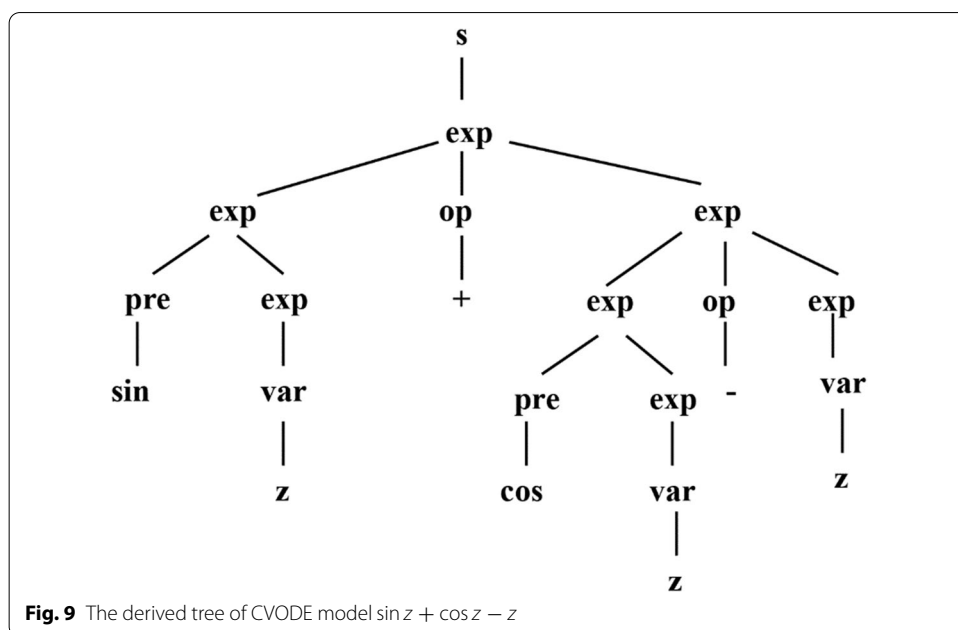 s
exp
exp op exp
pre exp + exp op exp
sin var pre exp - var
z cos var z
z
Fig. 9 The derived tree of CVODE model sin z + cos z − z